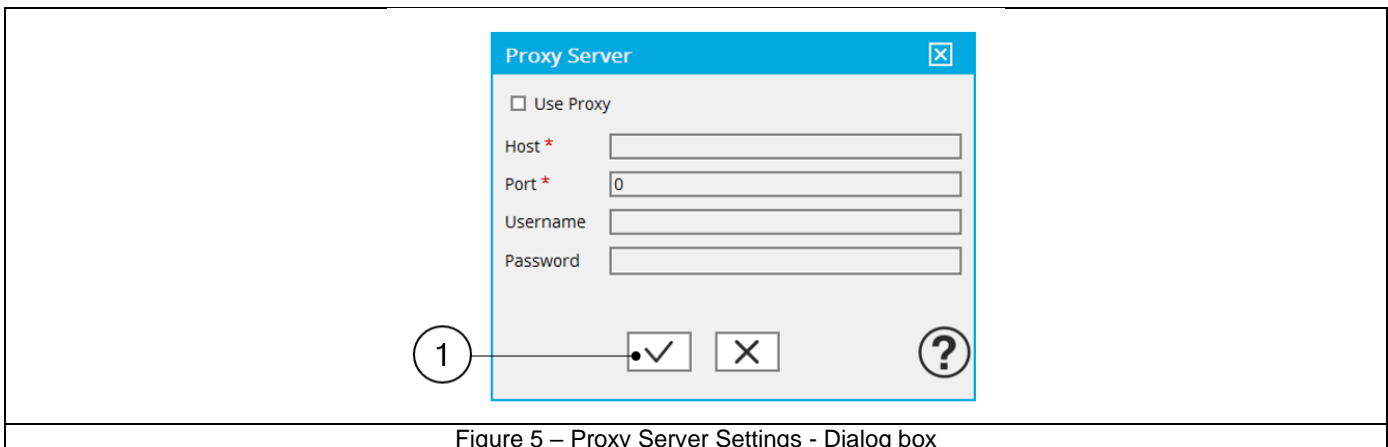 Proxy Server
Use Proxy
Host *
Port * 0
Username
Password
1
?
Figure 5 – Proxy Server Settings - Dialog box